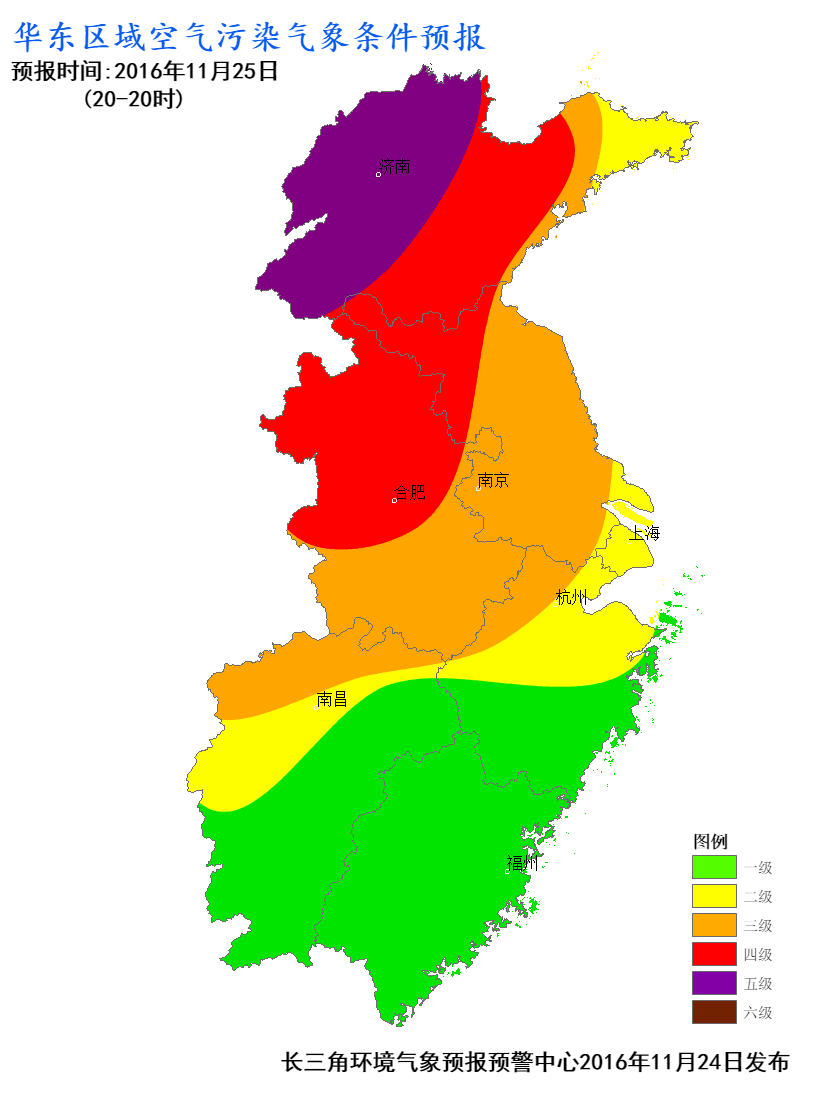 华东区域空气污染气象条件预报
预报时间:2016年11月25日
(20-20时)
济南
南京
合肥
上海
杭州
南昌
福州
图例
一级
二级
三级
四级
五级
六级
长三角环境气象预报预警中心2016年11月24日发布